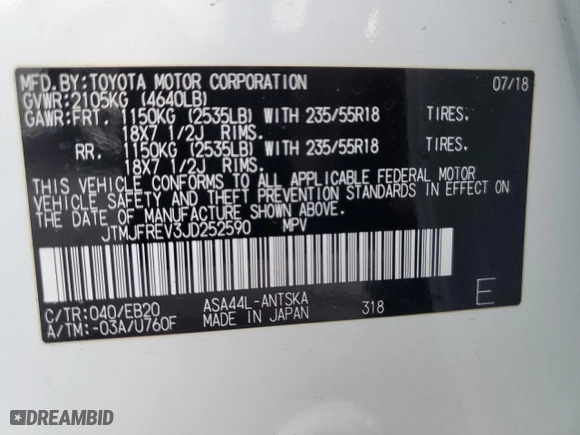 MFD.BY:TOYOTA MOTOR CORPORATION 07/18
GVWR:2105KG (4640LB)
GAWR:FRT. 1150KG (2535LB) WITH 235/55R18 TIRES.
18X7 1/2J RIMS.
RR. 1150KG (2535LB) WITH 235/55R18 TIRES.
18X7 1/2J RIMS.
THIS VEHICLE CONFORMS TO ALL APPLICABLE FEDERAL MOTOR
VEHICLE SAFETY AND THEFT PREVENTION STANDARDS IN EFFECT ON
THE DATE OF MANUFACTURE SHOWN ABOVE.
JTMJFREV3JD252590 MPV
C/TR:040/EB20 ASA44L-ANTSKA
A/TM:-03A/U760F MADE IN JAPAN 318 E
DREAMBID